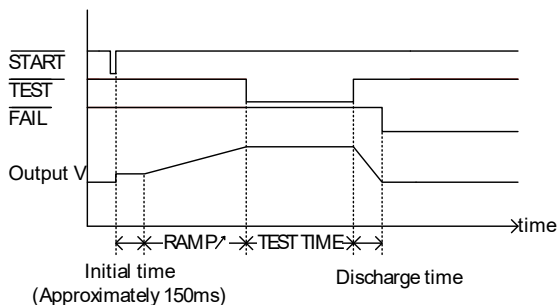 START
TEST
FAIL
Output V
time
RAMP↗ TEST TIME
Initial time
(Approximately 150ms)
Discharge time